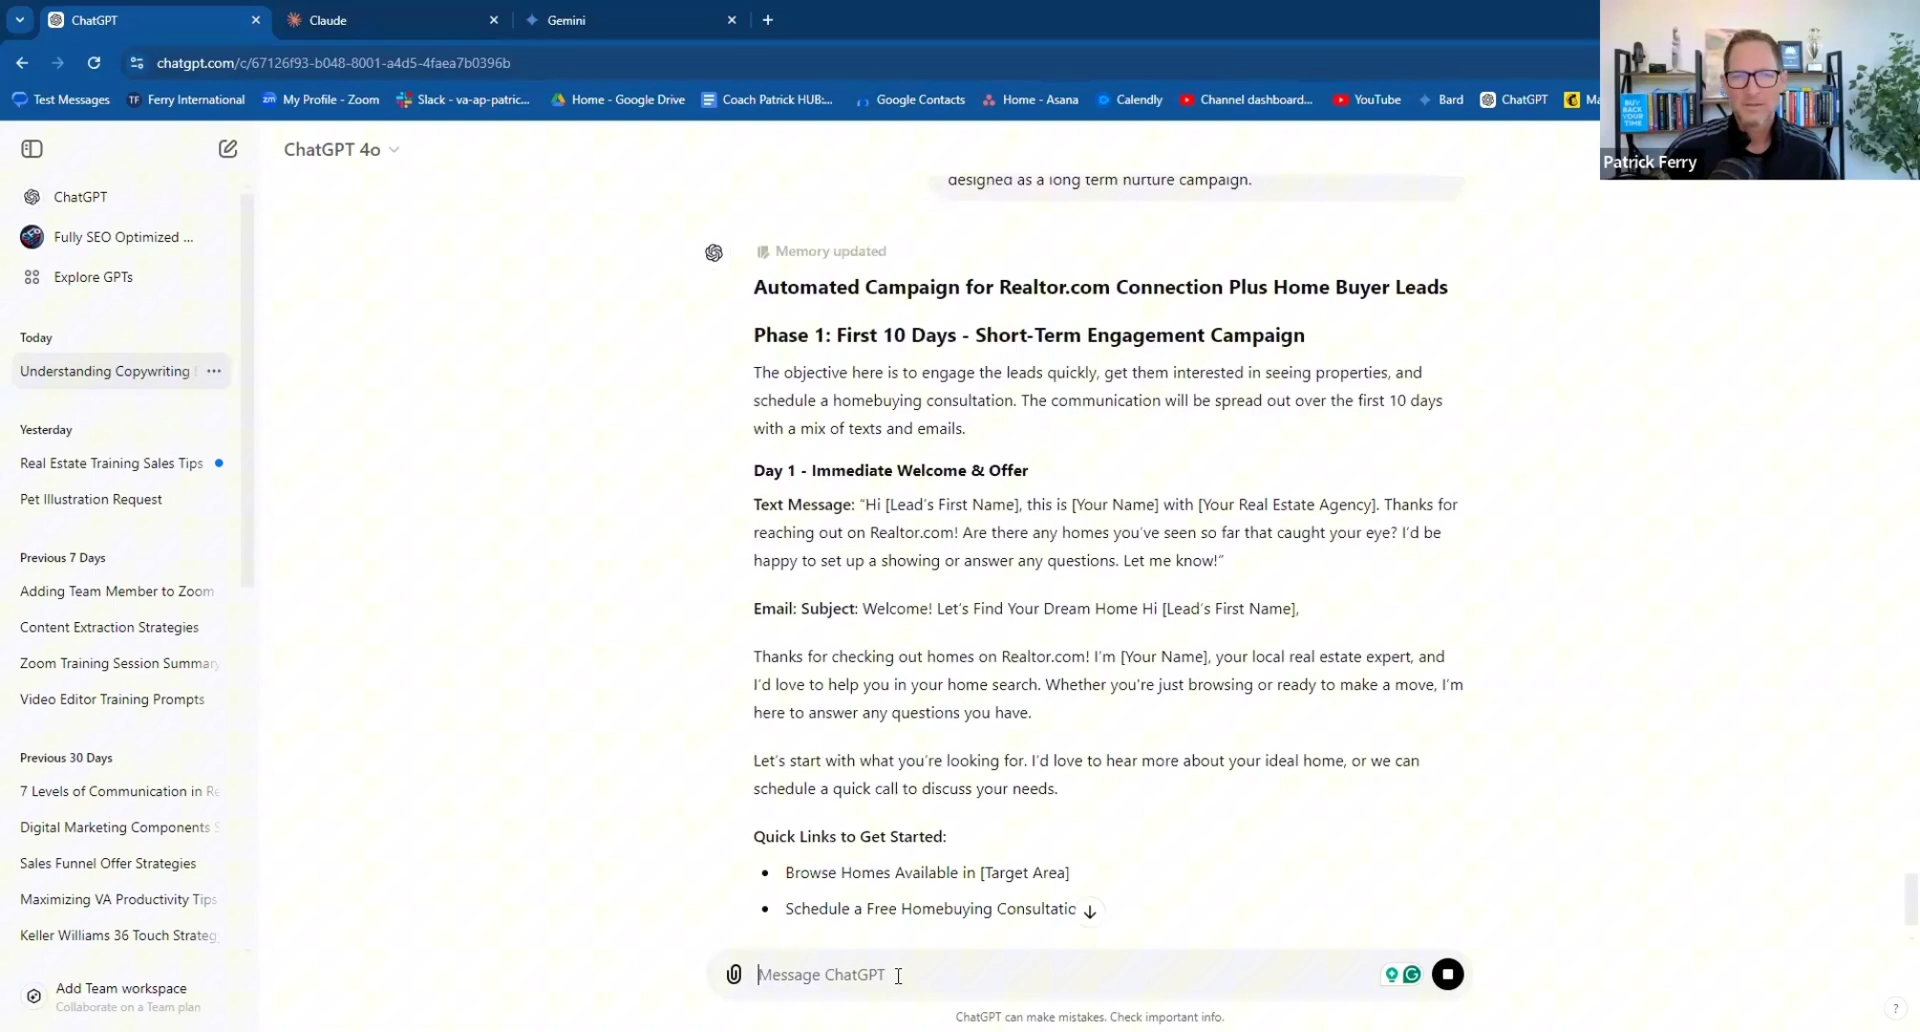 ChatGPT
Claude
Gemini
chatgpt.com/c/67126f93-b048-8001-a4d5-4faea7b0396b
Test Messages
TF Ferry International
zm My Profile - Zoom
Slack - va-ap-patric...
Home - Google Drive
Coach Patrick HUB:...
Google Contacts
Home - Asana
Calendly
Channel dashboard...
YouTube
Bard
ChatGPT
Ma
BUY BACK YOUR TIME
Patrick Ferry
ChatGPT
Fully SEO Optimized ...
Explore GPTs
Today
Understanding Copywriting
Yesterday
Real Estate Training Sales Tips
Pet Illustration Request
Previous 7 Days
Adding Team Member to Zoom
Content Extraction Strategies
Zoom Training Session Summary
Video Editor Training Prompts
Previous 30 Days
7 Levels of Communication in Re
Digital Marketing Components S
Sales Funnel Offer Strategies
Maximizing VA Productivity Tips
Keller Williams 36 Touch Strateg
Add Team workspace
Collaborate on a Team plan
ChatGPT 4o
designed as a long term nurture campaign.
Memory updated
Automated Campaign for Realtor.com Connection Plus Home Buyer Leads
Phase 1: First 10 Days - Short-Term Engagement Campaign
The objective here is to engage the leads quickly, get them interested in seeing properties, and
schedule a homebuying consultation. The communication will be spread out over the first 10 days
with a mix of texts and emails.
Day 1 - Immediate Welcome & Offer
Text Message: “Hi [Lead’s First Name], this is [Your Name] with [Your Real Estate Agency]. Thanks for
reaching out on Realtor.com! Are there any homes you’ve seen so far that caught your eye? I’d be
happy to set up a showing or answer any questions. Let me know!”
Email: Subject: Welcome! Let’s Find Your Dream Home Hi [Lead’s First Name],
Thanks for checking out homes on Realtor.com! I’m [Your Name], your local real estate expert, and
I’d love to help you in your home search. Whether you're just browsing or ready to make a move, I’m
here to answer any questions you have.
Let’s start with what you’re looking for. I’d love to hear more about your ideal home, or we can
schedule a quick call to discuss your needs.
Quick Links to Get Started:
• Browse Homes Available in [Target Area]
• Schedule a Free Homebuying Consultatic
Message ChatGPT
ChatGPT can make mistakes. Check important info.
?